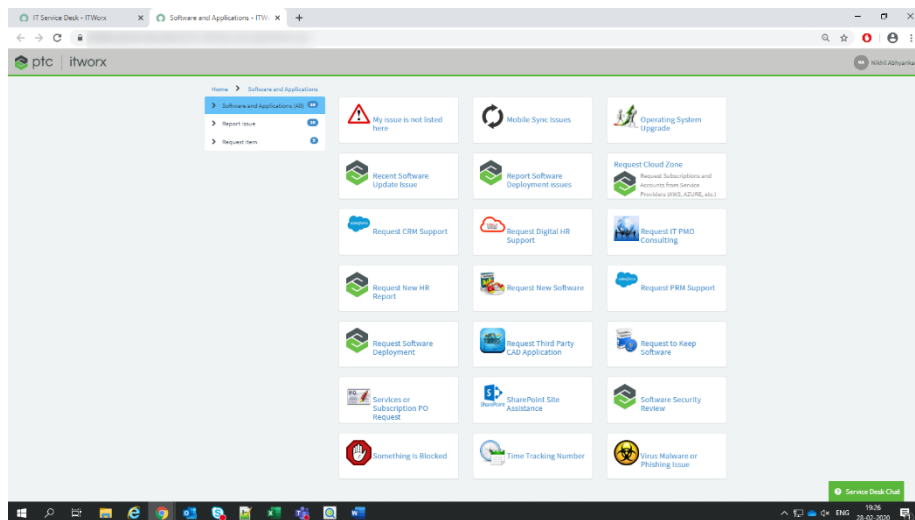 IT Service Desk - ITWorx
Software and Applications - ITW
ptc | itworx
Nikhil Abhyanka
Home > Software and Applications
Software and Applications (All)
Report Issue
Request Item
My issue is not listed
here
Mobile Sync Issues
Operating System
Upgrade
Recent Software
Update Issue
Report Software
Deployment issues
Request Cloud Zone
Request Subscriptions and
Accounts from Service
Providers (AWS, AZURE, etc.)
Request CRM Support
Request Digital HR
Support
Request IT PMO
Consulting
Request New HR
Report
Request New Software
Request PRM Support
Request Software
Deployment
Request Third Party
CAD Application
Request to Keep
Software
Services or
Subscription PO
Request
SharePoint
SharePoint Site
Assistance
Software Security
Review
Something Is Blocked
Time Tracking Number
Virus Malware or
Phishing Issue
Service Desk Chat
ENG
19:26
28-02-2020